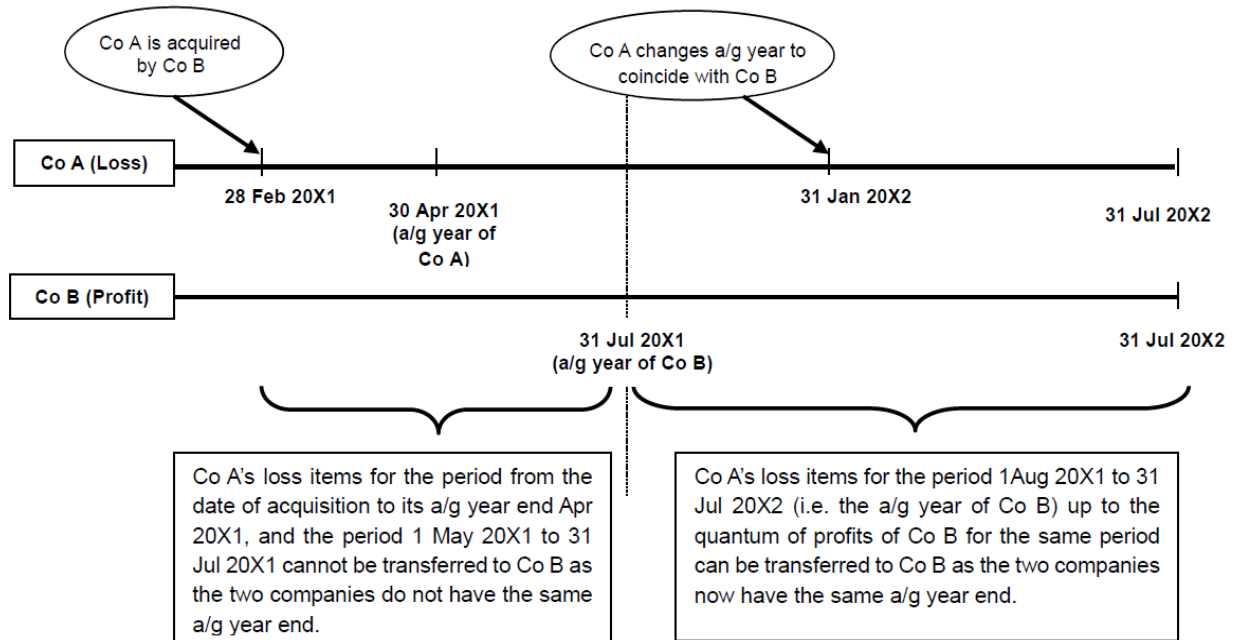 Co A is acquired
by Co B
Co A changes a/g year to
coincide with Co B
Co A (Loss)
28 Feb 20X1
30 Apr 20X1
(a/g year of
Co A)
31 Jan 20X2
31 Jul 20X2
Co B (Profit)
31 Jul 20X1
(a/g year of Co B)
31 Jul 20X2
Co A's loss items for the period from the
date of acquisition to its a/g year end Apr
20X1, and the period 1 May 20X1 to 31
Jul 20X1 cannot be transferred to Co B as
the two companies do not have the same
a/g year end.
Co A's loss items for the period 1Aug 20X1 to 31
Jul 20X2 (i.e. the a/g year of Co B) up to the
quantum of profits of Co B for the same period
can be transferred to Co B as the two companies
now have the same a/g year end.